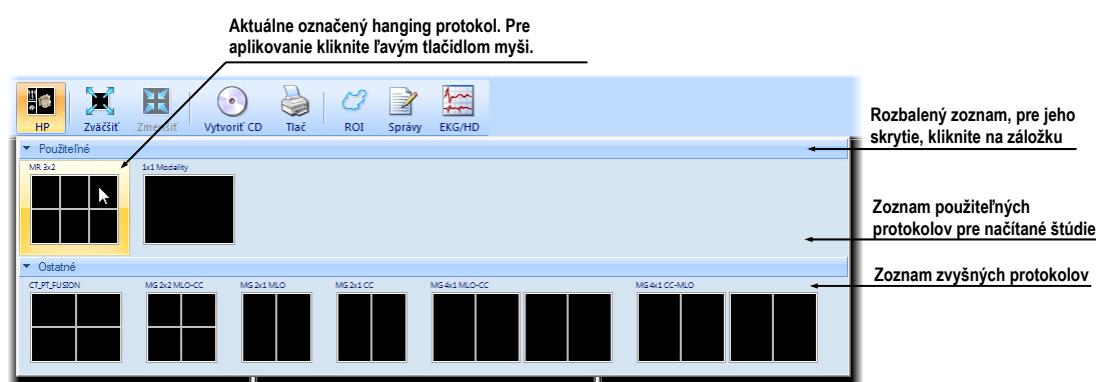 Aktuálne označený hanging protokol. Pre
aplikovanie kliknite ľavým tlačidlom myši.
HP Zväčšiť Zmenšiť Vytvoriť CD Tlač ROI Správy EKG/HD
Rozbalený zoznam, pre jeho
skrytie, kliknite na záložku
Použiteľné
MR 3x2 1x1 Modality
Zoznam použiteľných
protokolov pre načítané štúdie
Ostatné
Zoznam zvyšných protokolov
CT_PT_FUSION MG 2x2 MLO-CC MG 2x1 MLO MG 2x1 CC MG 4x1 MLO-CC MG 4x1 CC-MLO